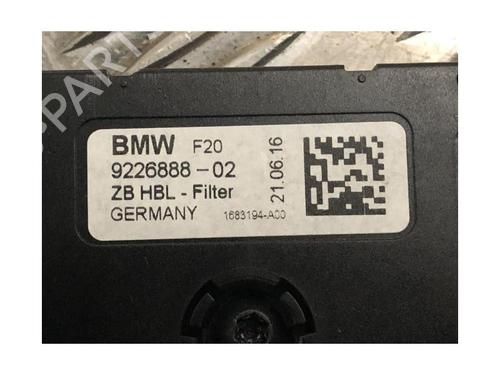 BMW F20
9226888-02
ZB HBL - Filter
GERMANY 1683194-A00
21.06.16
PART